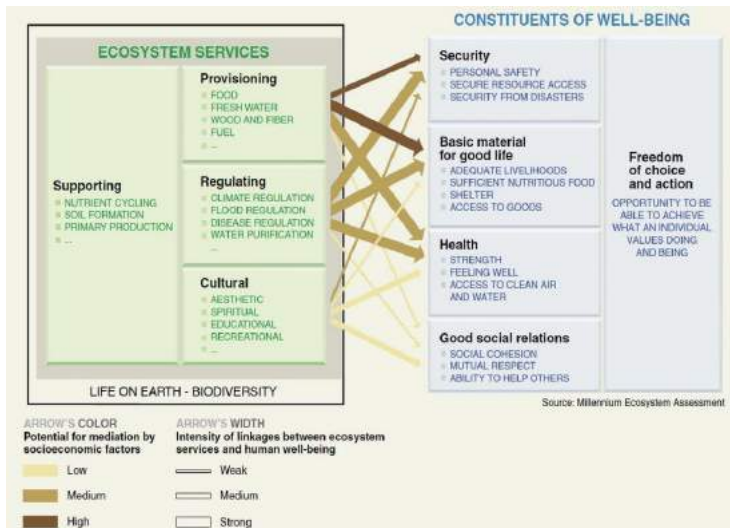 CONSTITUENTS OF WELL-BEING
ECOSYSTEM SERVICES
Supporting
NUTRIENT CYCLING
SOIL FORMATION
PRIMARY PRODUCTION
...
Provisioning
FOOD
FRESH WATER
WOOD AND FIBER
FUEL
...
Regulating
CLIMATE REGULATION
FLOOD REGULATION
DISEASE REGULATION
WATER PURIFICATION
...
Cultural
AESTHETIC
SPIRITUAL
EDUCATIONAL
RECREATIONAL
...
LIFE ON EARTH - BIODIVERSITY
Security
PERSONAL SAFETY
SECURE RESOURCE ACCESS
SECURITY FROM DISASTERS
Basic material
for good life
ADEQUATE LIVELIHOODS
SUFFICIENT NUTRITIOUS FOOD
SHELTER
ACCESS TO GOODS
Health
STRENGTH
FEELING WELL
ACCESS TO CLEAN AIR
AND WATER
Good social relations
SOCIAL COHESION
MUTUAL RESPECT
ABILITY TO HELP OTHERS
Freedom
of choice
and action
OPPORTUNITY TO BE
ABLE TO ACHIEVE
WHAT AN INDIVIDUAL
VALUES DOING
AND BEING
Source: Millennium Ecosystem Assessment
ARROW'S COLOR
Potential for mediation by
socioeconomic factors
Low
Medium
High
ARROW'S WIDTH
Intensity of linkages between ecosystem
services and human well-being
Weak
Medium
Strong